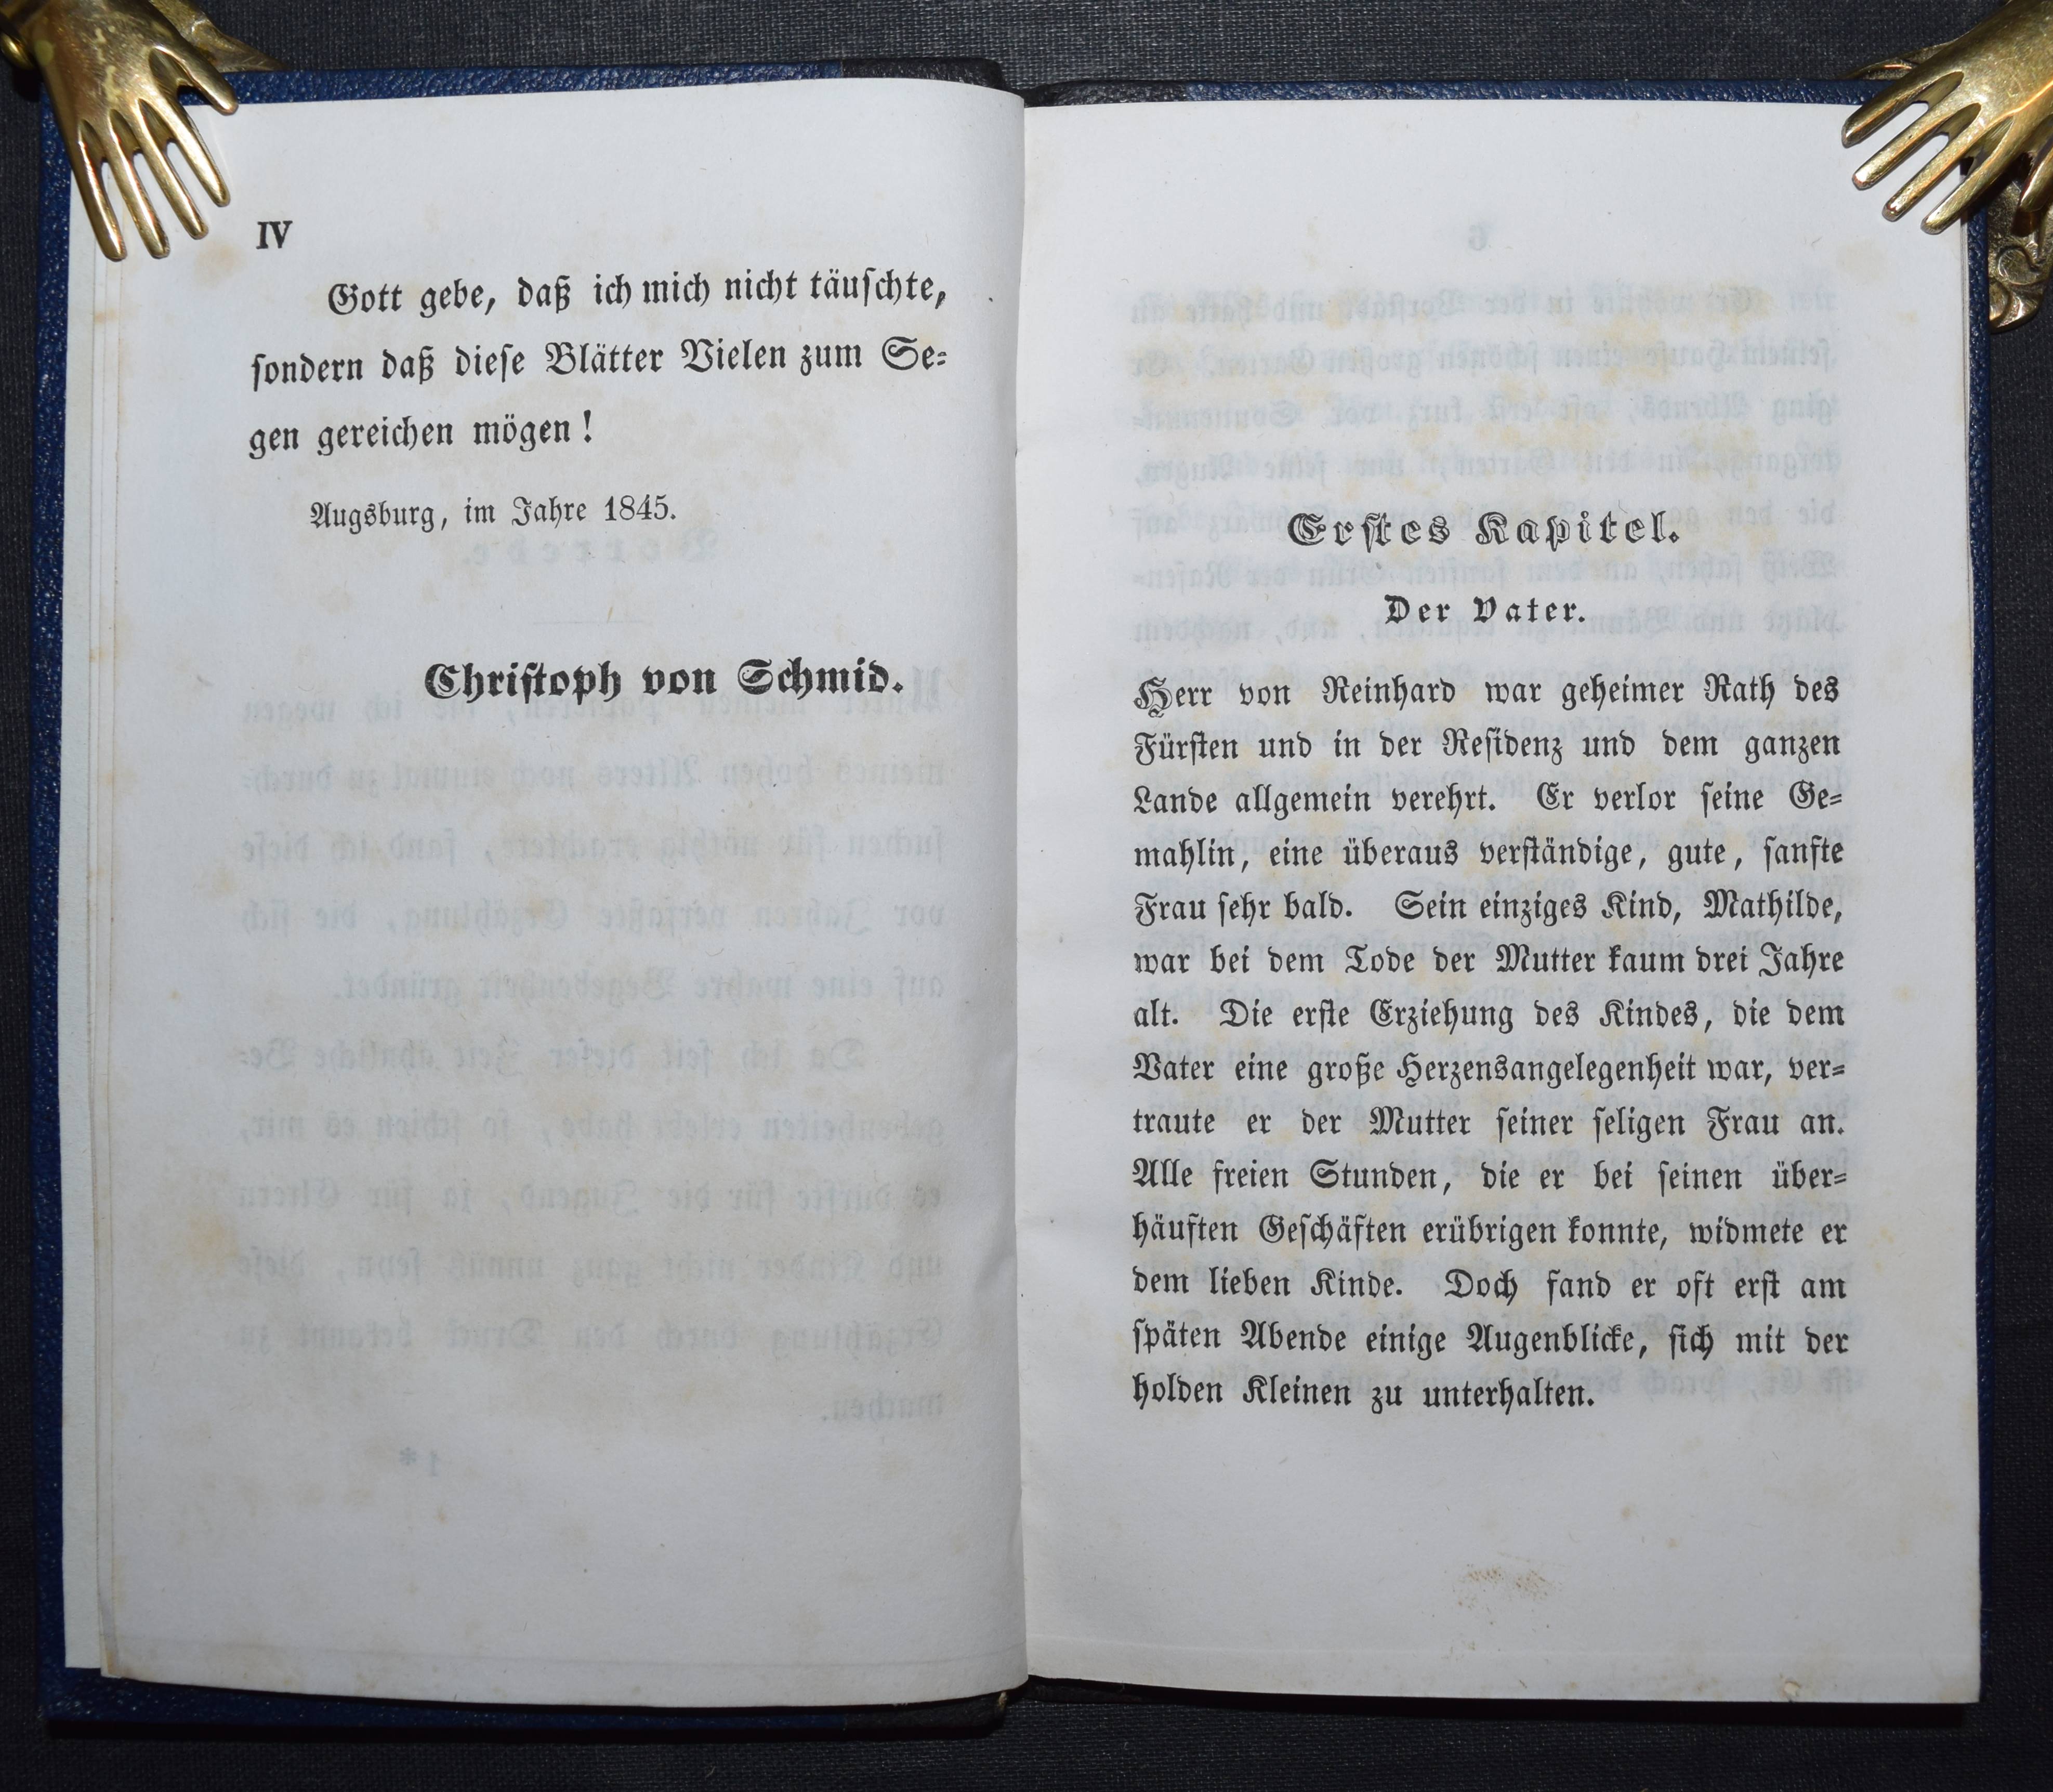 IV
Gott gebe, daß ich mich nicht täuschte,
sondern daß diese Blätter Vielen zum Se=
gen gereichen mögen!
Augsburg, im Jahre 1845.
Christoph von Schmid.
Erstes Kapitel.
Der Vater.
Herr von Reinhard war geheimer Rath des
Fürsten und in der Residenz und dem ganzen
Lande allgemein verehrt. Er verlor seine Ge=
mahlin, eine überaus verständige, gute, sanfte
Frau sehr bald. Sein einziges Kind, Mathilde,
war bei dem Tode der Mutter kaum drei Jahre
alt. Die erste Erziehung des Kindes, die dem
Vater eine große Herzensangelegenheit war, ver=
traute er der Mutter seiner seligen Frau an.
Alle freien Stunden, die er bei seinen über=
häuften Geschäften erübrigen konnte, widmete er
dem lieben Kinde. Doch fand er oft erst am
späten Abende einige Augenblicke, sich mit der
holden Kleinen zu unterhalten.